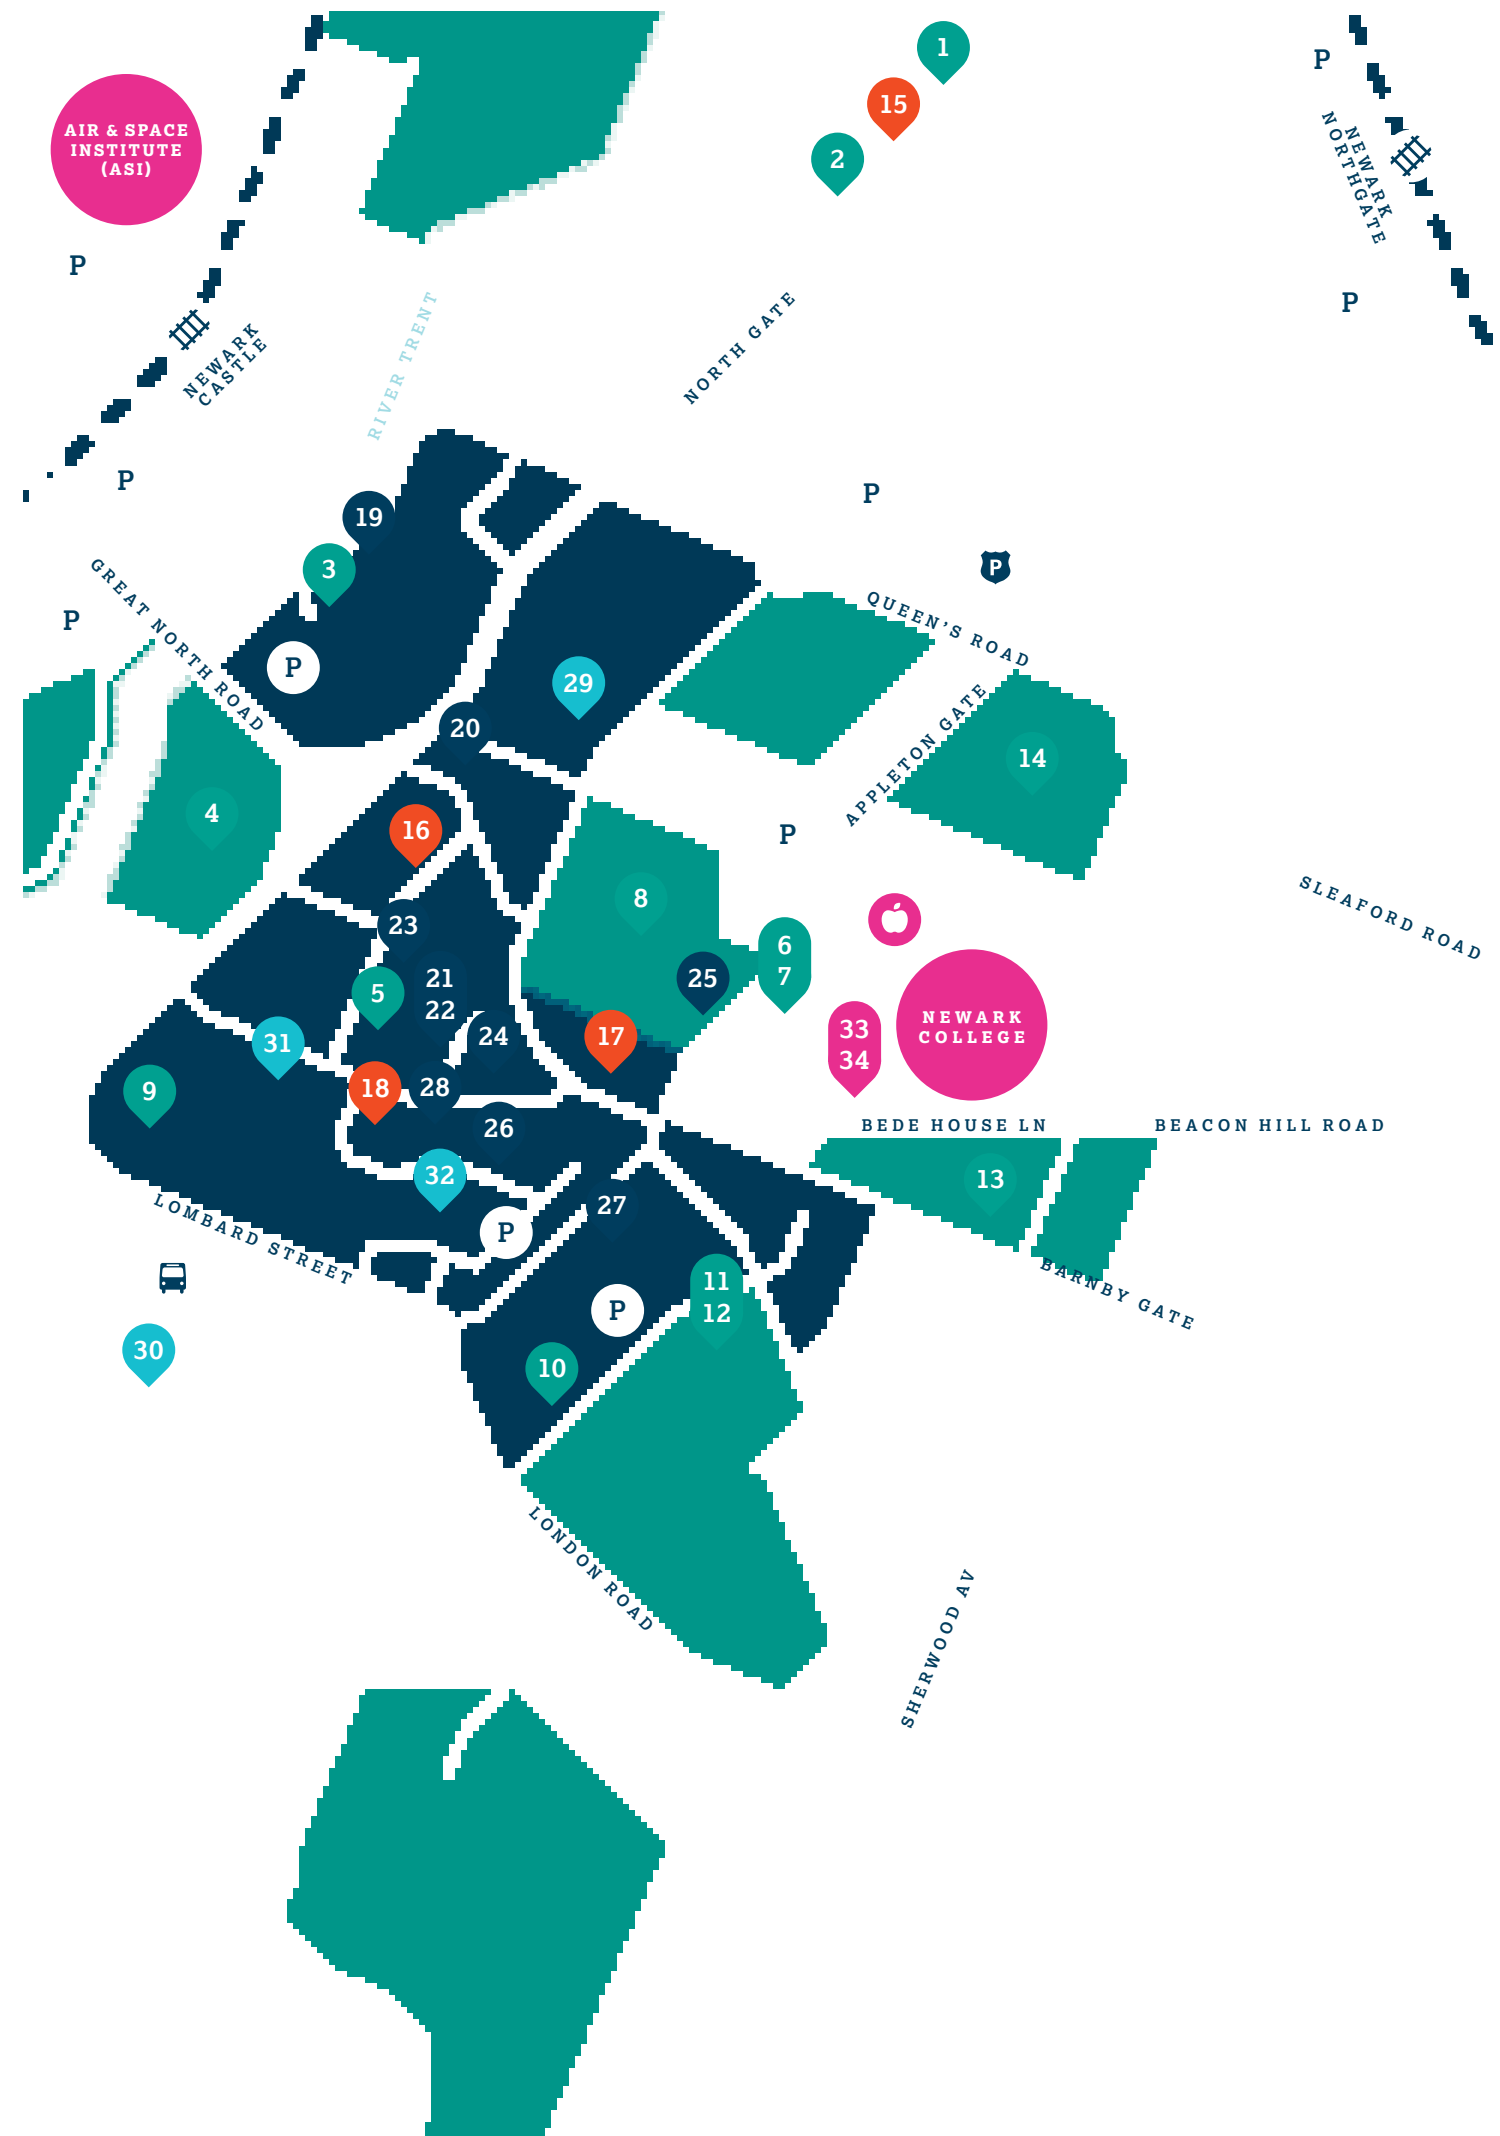 1
P
15
AIR & SPACE
INSTITUTE
(ASI)
2
NEWARK
NORTHGATE
P
P
RIVER TRENT
NORTH GATE
NEWARK
CASTLE
P
P
19
3
P
GREAT NORTH ROAD
QUEEN'S ROAD
P
P
29
20
APPLETON GATE
14
4
16
P
8
SLEAFORD ROAD
23
6
7
21
22
5
25
24
17
31
NEWARK
COLLEGE
33
34
9
18
28
26
BEDE HOUSE LN
BEACON HILL ROAD
32
13
27
LOMBARD STREET
P
BARNBY GATE
11
12
P
30
10
LONDON ROAD
SHERWOOD AV